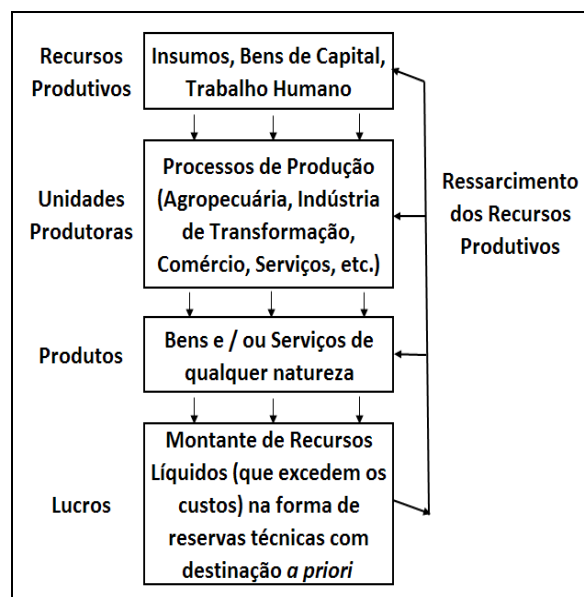 Recursos
Produtivos
Insumos, Bens de Capital,
Trabalho Humano
Unidades
Produtoras
Processos de Produção
(Agropecuária, Indústria
de Transformação,
Comércio, Serviços, etc.)
Ressarcimento
dos Recursos
Produtivos
Produtos
Bens e / ou Serviços de
qualquer natureza
Lucros
Montante de Recursos
Líquidos (que excedem os
custos) na forma de
reservas técnicas com
destinação a priori